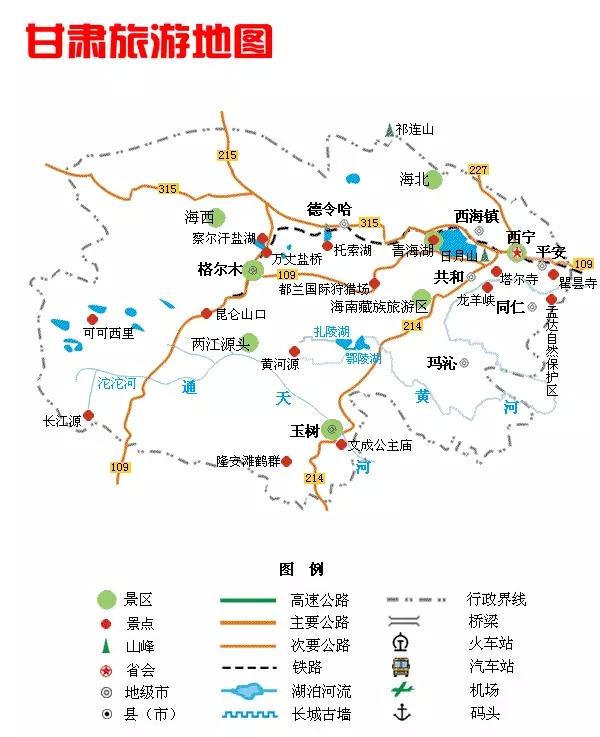 甘肃旅游地图
祁连山
215
227
315
海北
海西
德令哈
315
西海镇
察尔汗盐湖
托索湖
青海湖
西宁
万丈盐桥
日月山
平安
109
格尔木
109
共和
塔尔寺
瞿昙寺
都兰国际狩猎场
龙羊峡
海南藏族旅游区
同仁
昆仑山口
214
孟达自然保护区
可可西里
扎陵湖
两江源头
黄河源
鄂陵湖
玛沁
沱沱河
通
天
河
黄
河
长江源
玉树
文成公主庙
隆安滩鹤群
109
214
图 例
景区
高速公路
行政界线
景点
主要公路
桥梁
山峰
次要公路
火车站
省会
铁路
汽车站
地级市
湖泊河流
机场
县（市）
长城古墙
码头